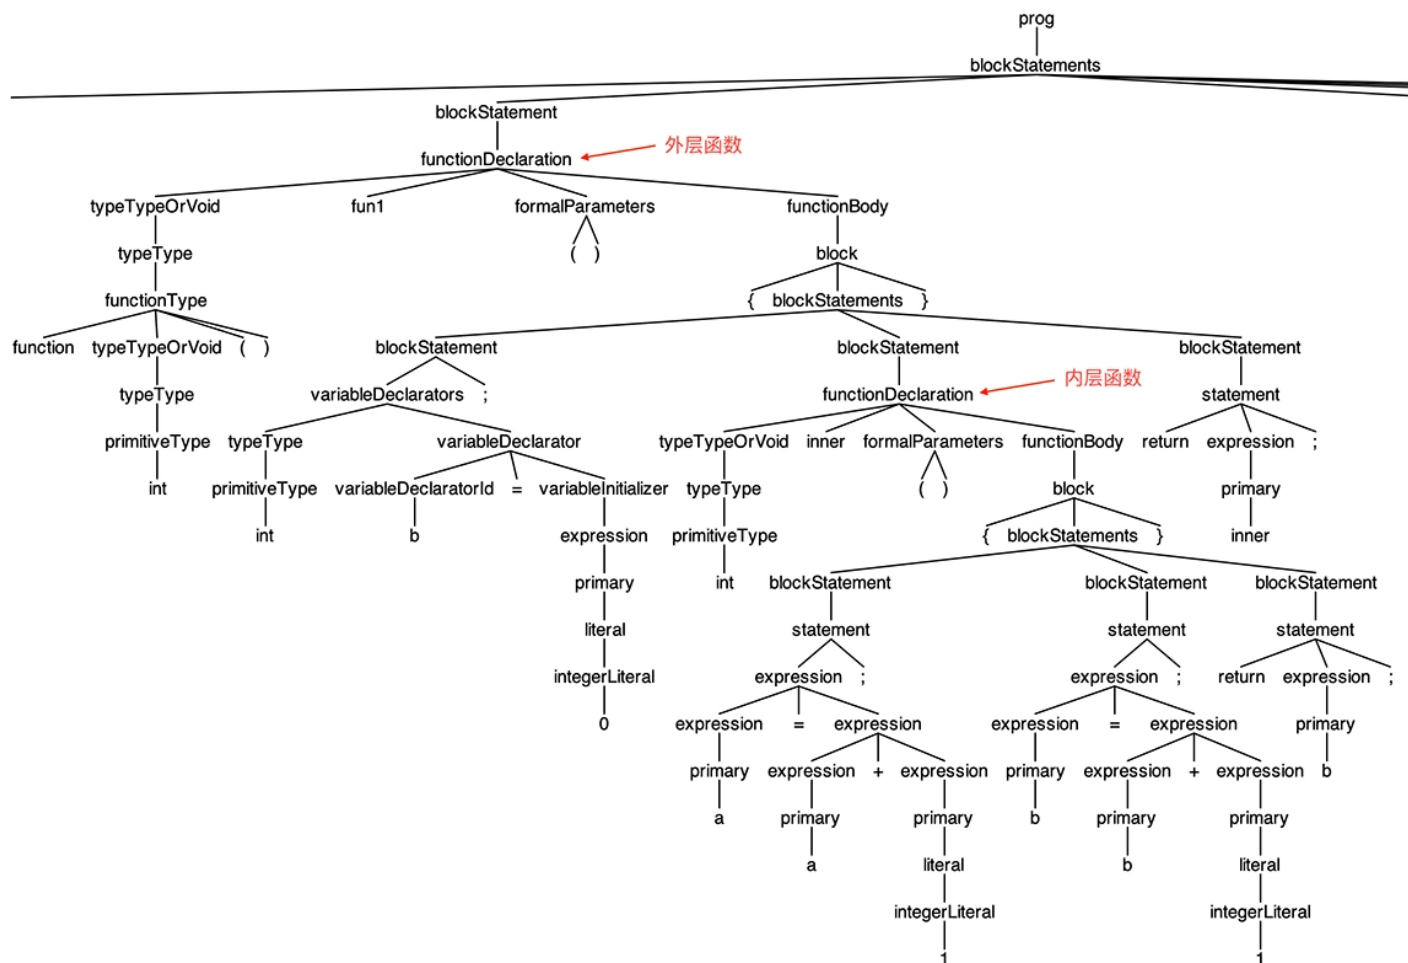 prog
blockStatements
blockStatement
functionDeclaration 外层函数
typeTypeOrVoid fun1 formalParameters functionBody
typeType ( ) block
functionType { blockStatements }
function typeTypeOrVoid ( ) blockStatement blockStatement blockStatement
typeType variableDeclarators ; functionDeclaration 内层函数 statement
primitiveType typeType variableDeclarator typeTypeOrVoid inner formalParameters functionBody return expression ;
int primitiveType variableDeclaratorId = variableInitializer typeType ( ) block primary
int b expression primitiveType { blockStatements } inner
primary int blockStatement blockStatement blockStatement
literal statement statement statement
integerLiteral expression ; expression ; return expression ;
0 expression = expression expression = expression primary
primary expression + expression primary expression + expression b
a primary primary b primary primary
a literal b literal
integerLiteral integerLiteral
1 1